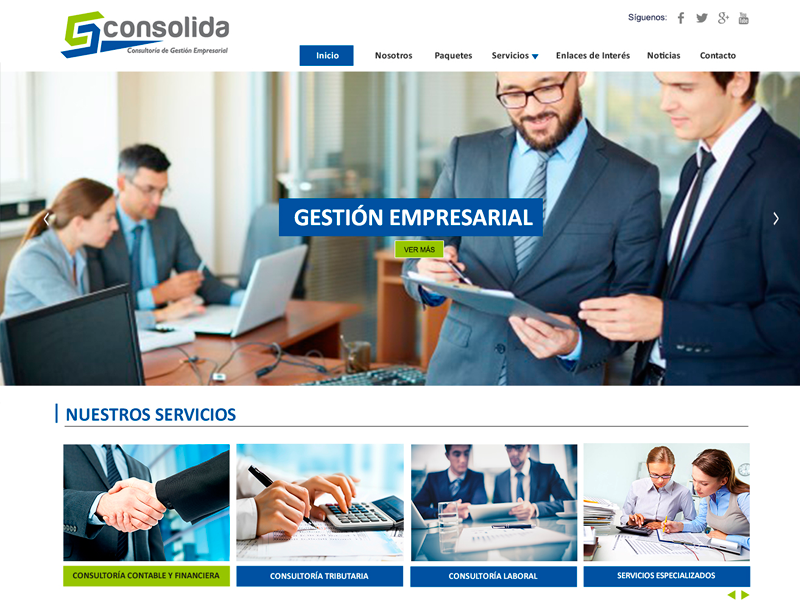 consolida
Consultoria de Gestión Empresarial
Síguenos:
Inicio
Nosotros
Paquetes
Servicios
Enlaces de Interés
Noticias
Contacto
GESTIÓN EMPRESARIAL
VER MÁS
NUESTROS SERVICIOS
CONSULTORÍA CONTABLE Y FINANCIERA
CONSULTORÍA TRIBUTARIA
CONSULTORÍA LABORAL
SERVICIOS ESPECIALIZADOS